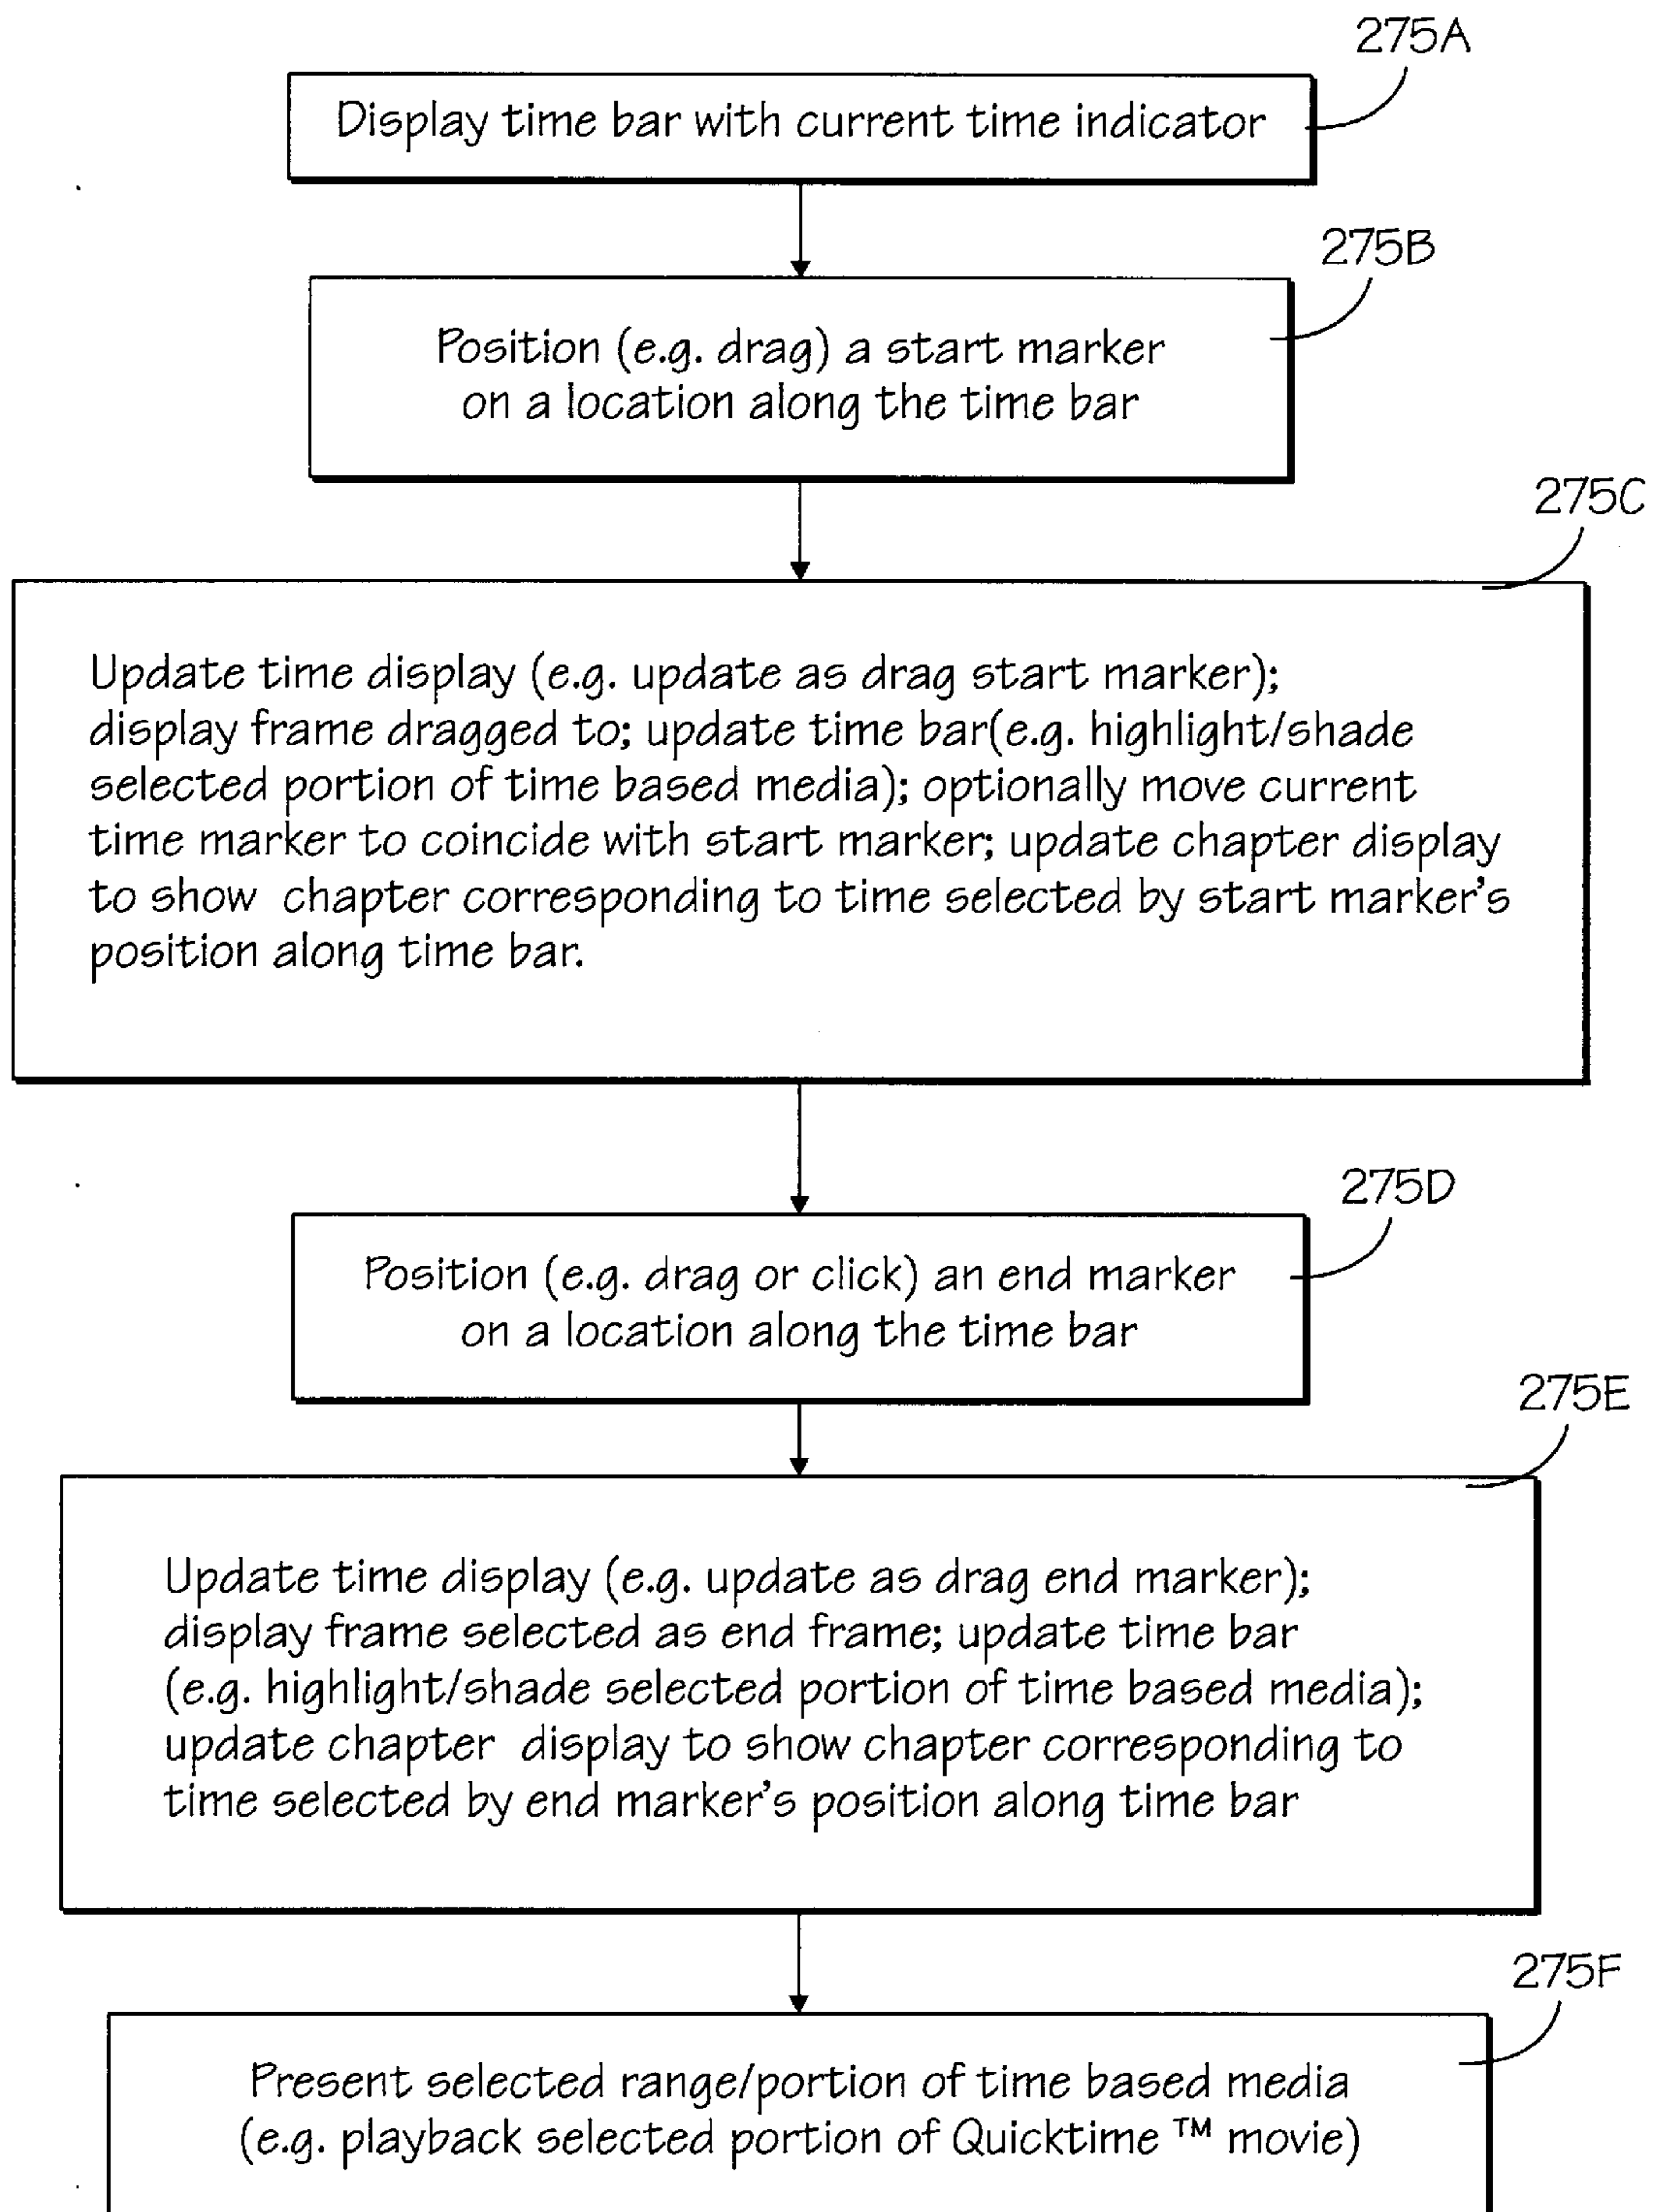 275A
Display time bar with current time indicator
275B
Position (e.g. drag) a start marker
on a location along the time bar
275C
Update time display (e.g. update as drag start marker);
display frame dragged to; update time bar(e.g. highlight/shade
selected portion of time based media); optionally move current
time marker to coincide with start marker; update chapter display
to show chapter corresponding to time selected by start marker's
position along time bar.
275D
Position (e.g. drag or click) an end marker
on a location along the time bar
275E
Update time display (e.g. update as drag end marker);
display frame selected as end frame; update time bar
(e.g. highlight/shade selected portion of time based media);
update chapter display to show chapter corresponding to
time selected by end marker's position along time bar
275F
Present selected range/portion of time based media
(e.g. playback selected portion of Quicktime ™ movie)